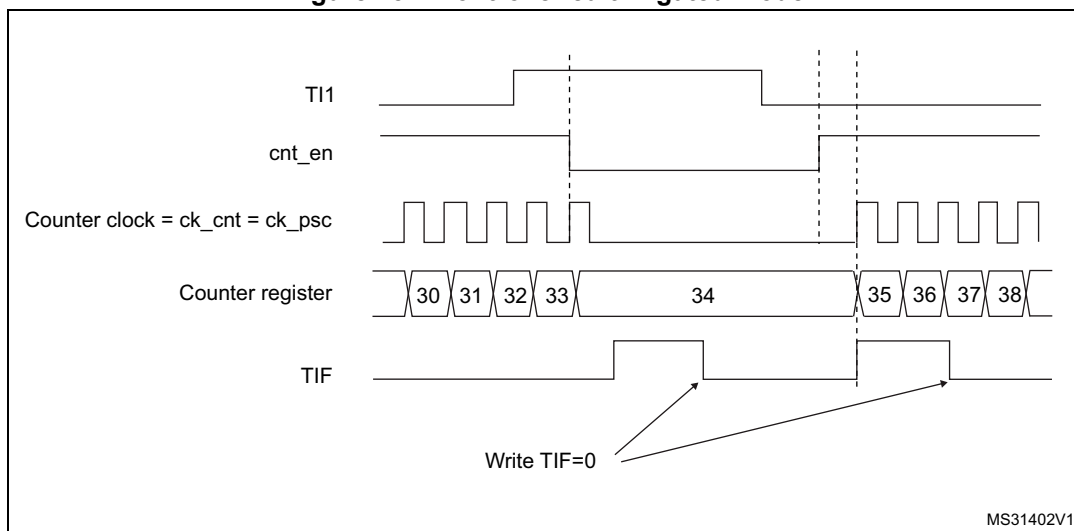 TI1
cnt_en
Counter clock = ck_cnt = ck_psc
Counter register
30 31 32 33 34 35 36 37 38
TIF
Write TIF=0
MS31402V1